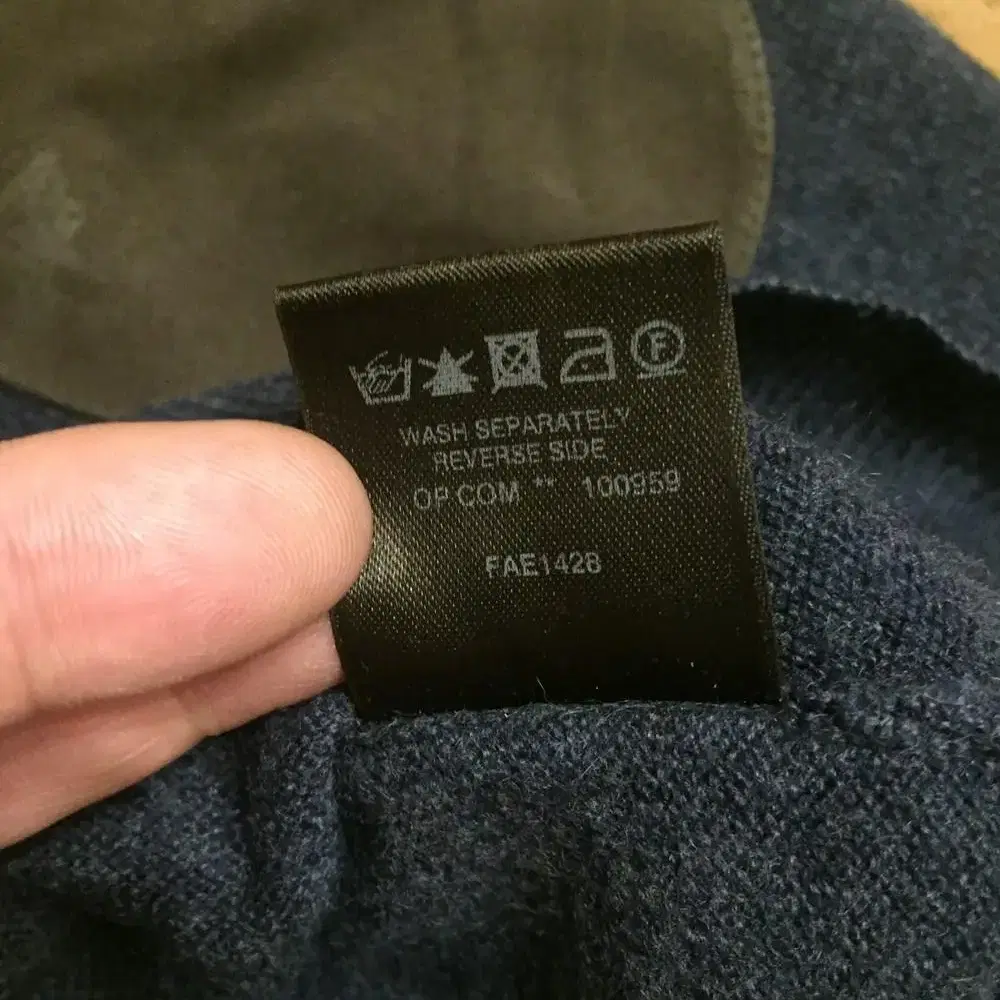 F
WASH SEPARATELY
REVERSE SIDE
OP COM ** 100959
FAE1428